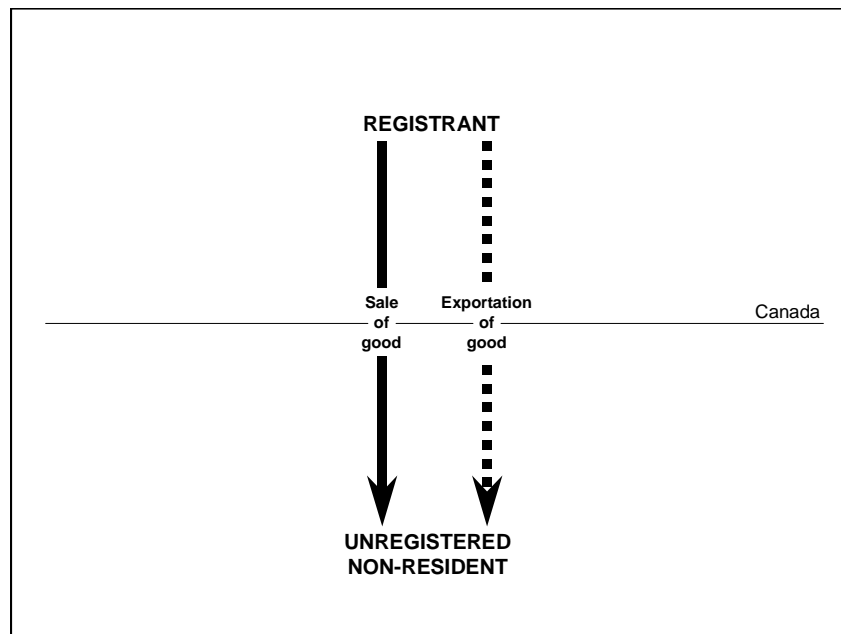 REGISTRANT
Sale
of
good
Exportation
of
good
Canada
UNREGISTERED
NON-RESIDENT